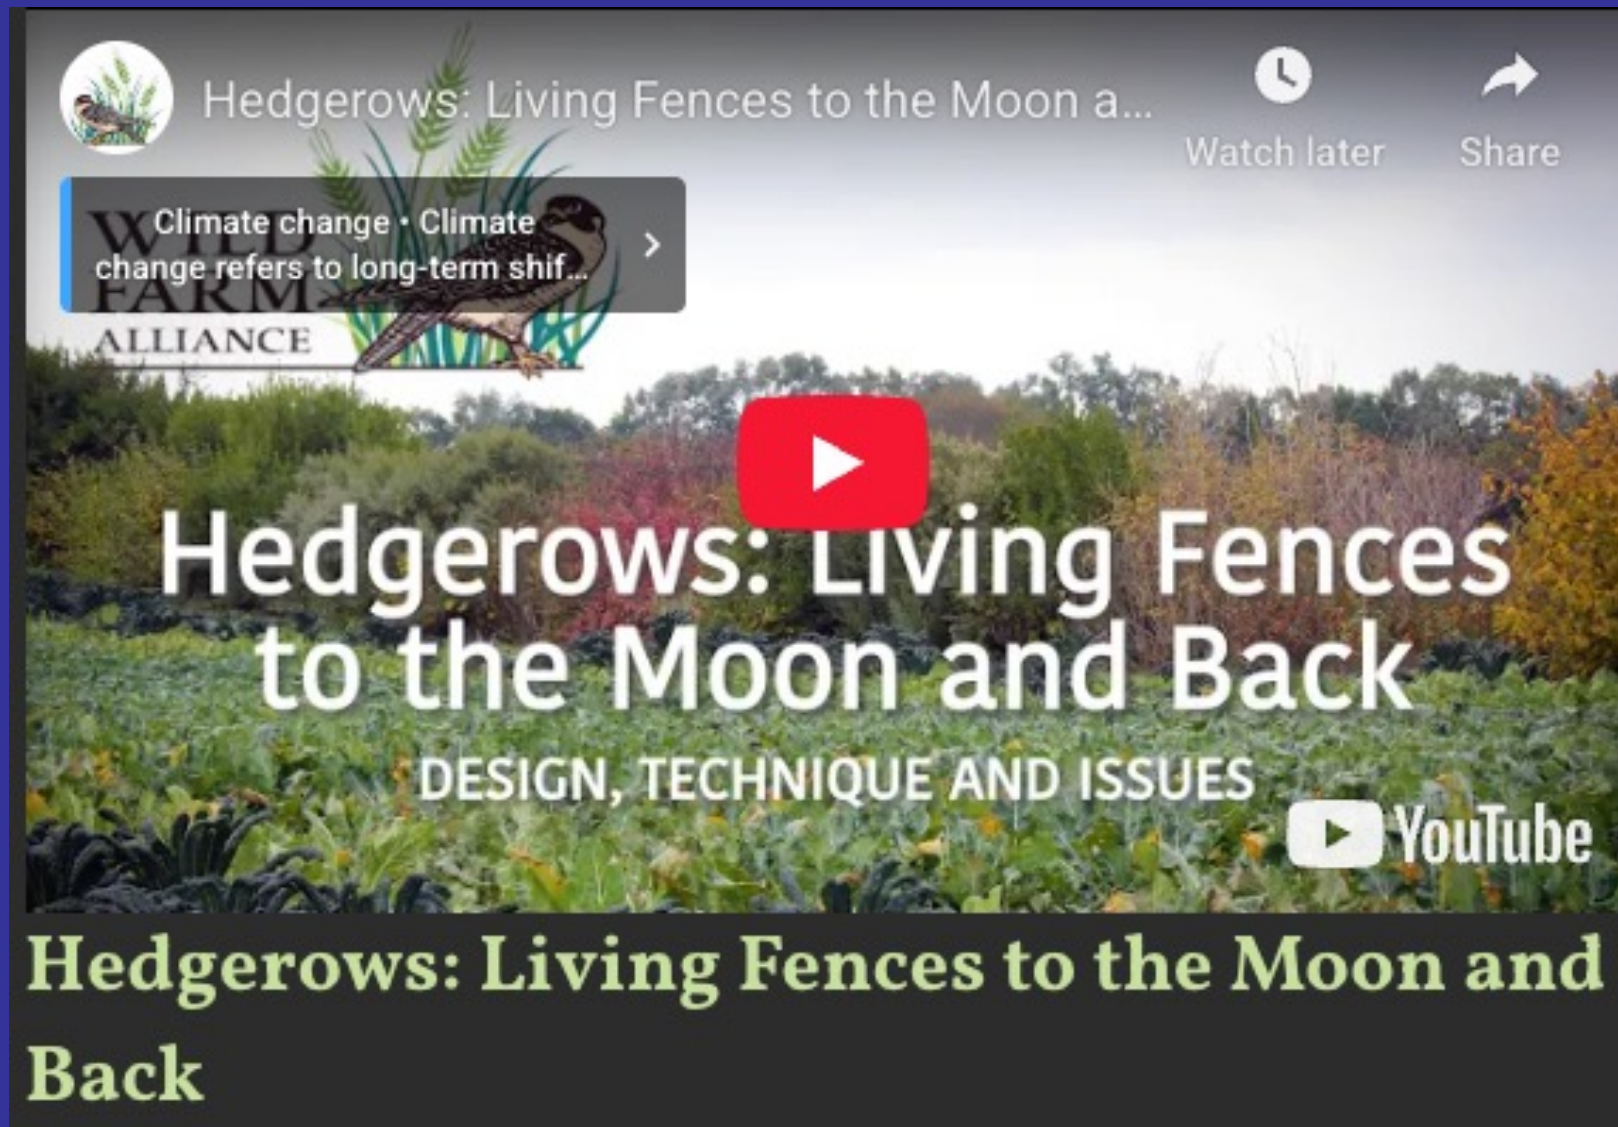 Hedgerows: Living Fences to the Moon a...
Watch later
Share
Climate change • Climate
change refers to long-term shif...
WILD
FARM
ALLIANCE
Hedgerows: Living Fences
to the Moon and Back
DESIGN, TECHNIQUE AND ISSUES
YouTube
Hedgerows: Living Fences to the Moon and
Back